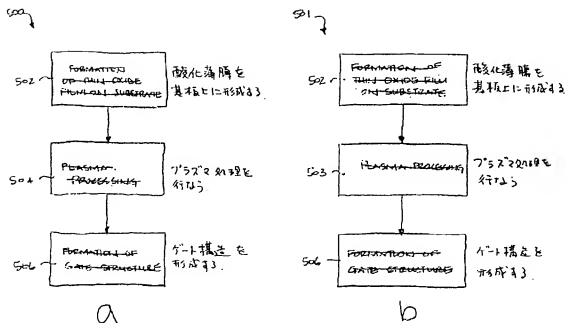 500
502
FORMATION
OF THIN OXIDE
FILM ON SUBSTRATE
酸化薄膜を
基板上に形成する.
504
PLASMA
PROCESSING
プラズマ処理を
行なう
506
FORMATION OF
GATE STRUCTURE
ゲート構造を
形成する.
a
501
502
FORMATION OF
THIN OXIDE FILM
ON SUBSTRATE
酸化薄膜を
基板上に形成する.
503
PLASMA PROCESSING
プラズマ処理を
行なう
506
FORMATION OF
GATE STRUCTURE
ゲート構造を
形成する.
b